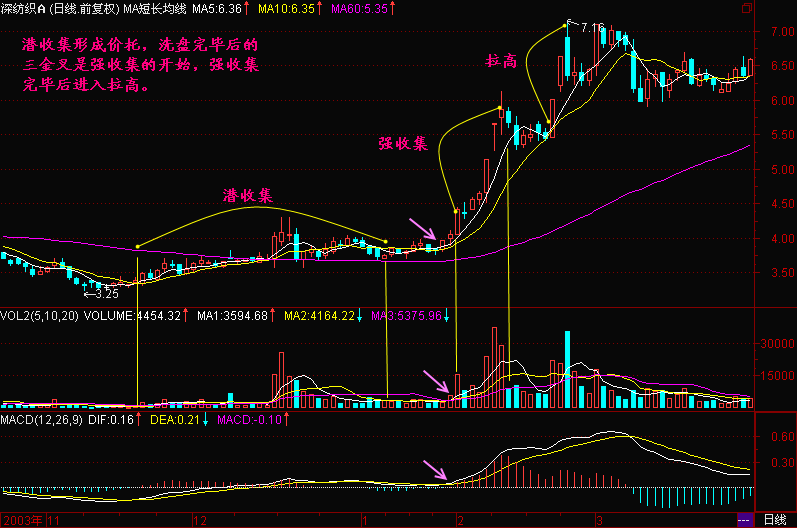 深纺织A (日线.前复权) MA短长均线 MA5:6.36↑ MA10:6.35↑ MA60:5.35↑
潜收集形成价托，洗盘完毕后的
三金叉是强收集的开始，强收集
完毕后进入拉高。
7.16
拉高
强收集
潜收集
←3.25
7.00
6.50
6.00
5.50
5.00
4.50
4.00
3.50
VOL2(5,10,20) VOLUME:4454.32↑ MA1:3594.68↑ MA2:4164.22↓ MA3:5375.96↓
30000
15000
MACD(12,26,9) DIF:0.16↑ DEA:0.21↓ MACD:-0.10↑
0.60
0.30
2003年 11 12 1 2 3 日线